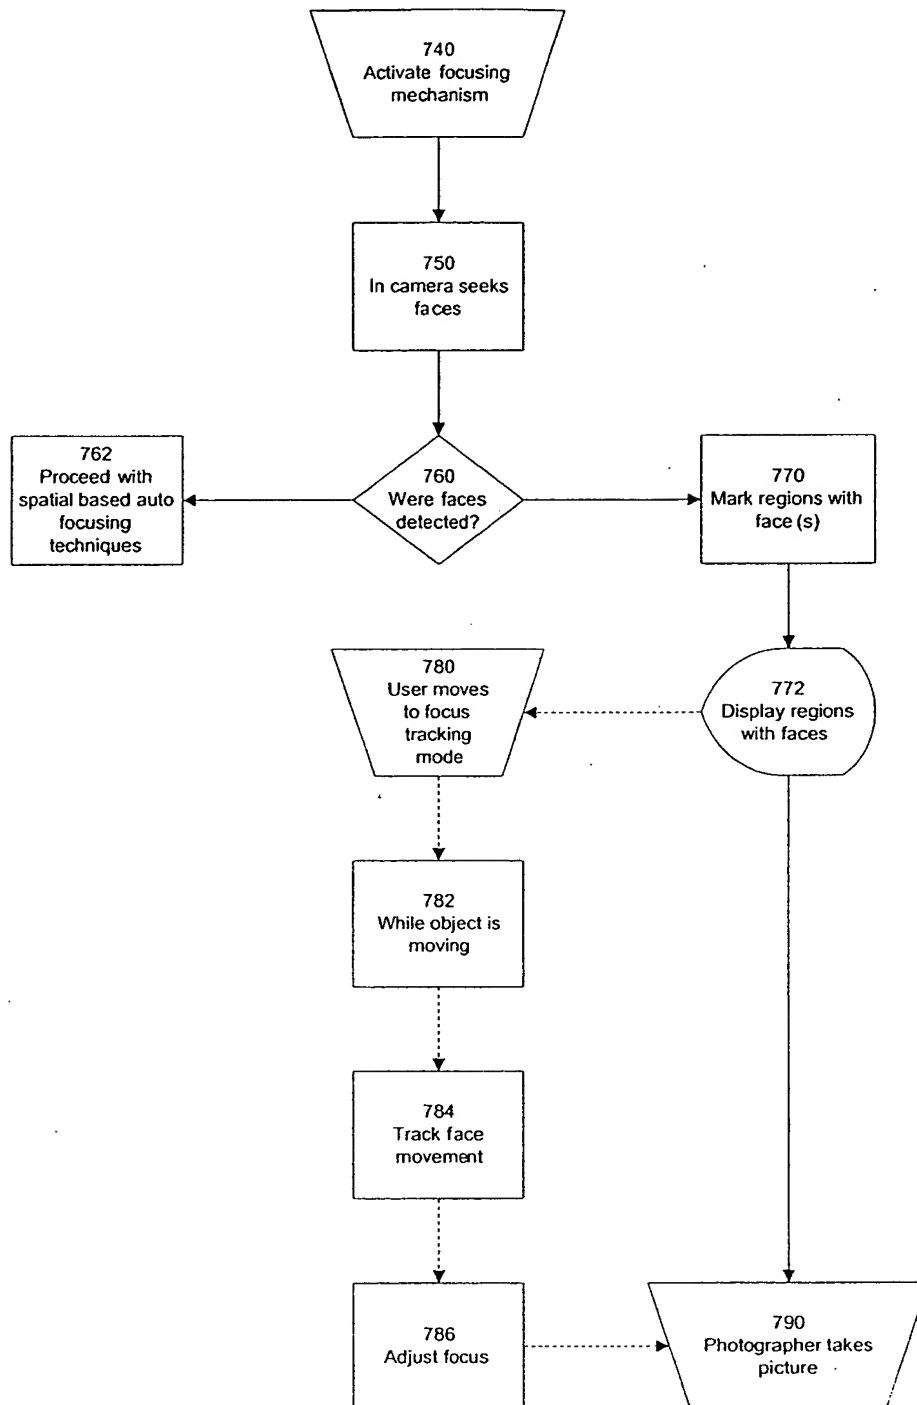 740
Activate focusing
mechanism
750
In camera seeks
faces
762
Proceed with
spatial based auto
focusing
techniques
760
Were faces
detected?
770
Mark regions with
face(s)
780
User moves
to focus
tracking
mode
772
Display regions
with faces
782
While object is
moving
784
Track face
movement
786
Adjust focus
790
Photographer takes
picture